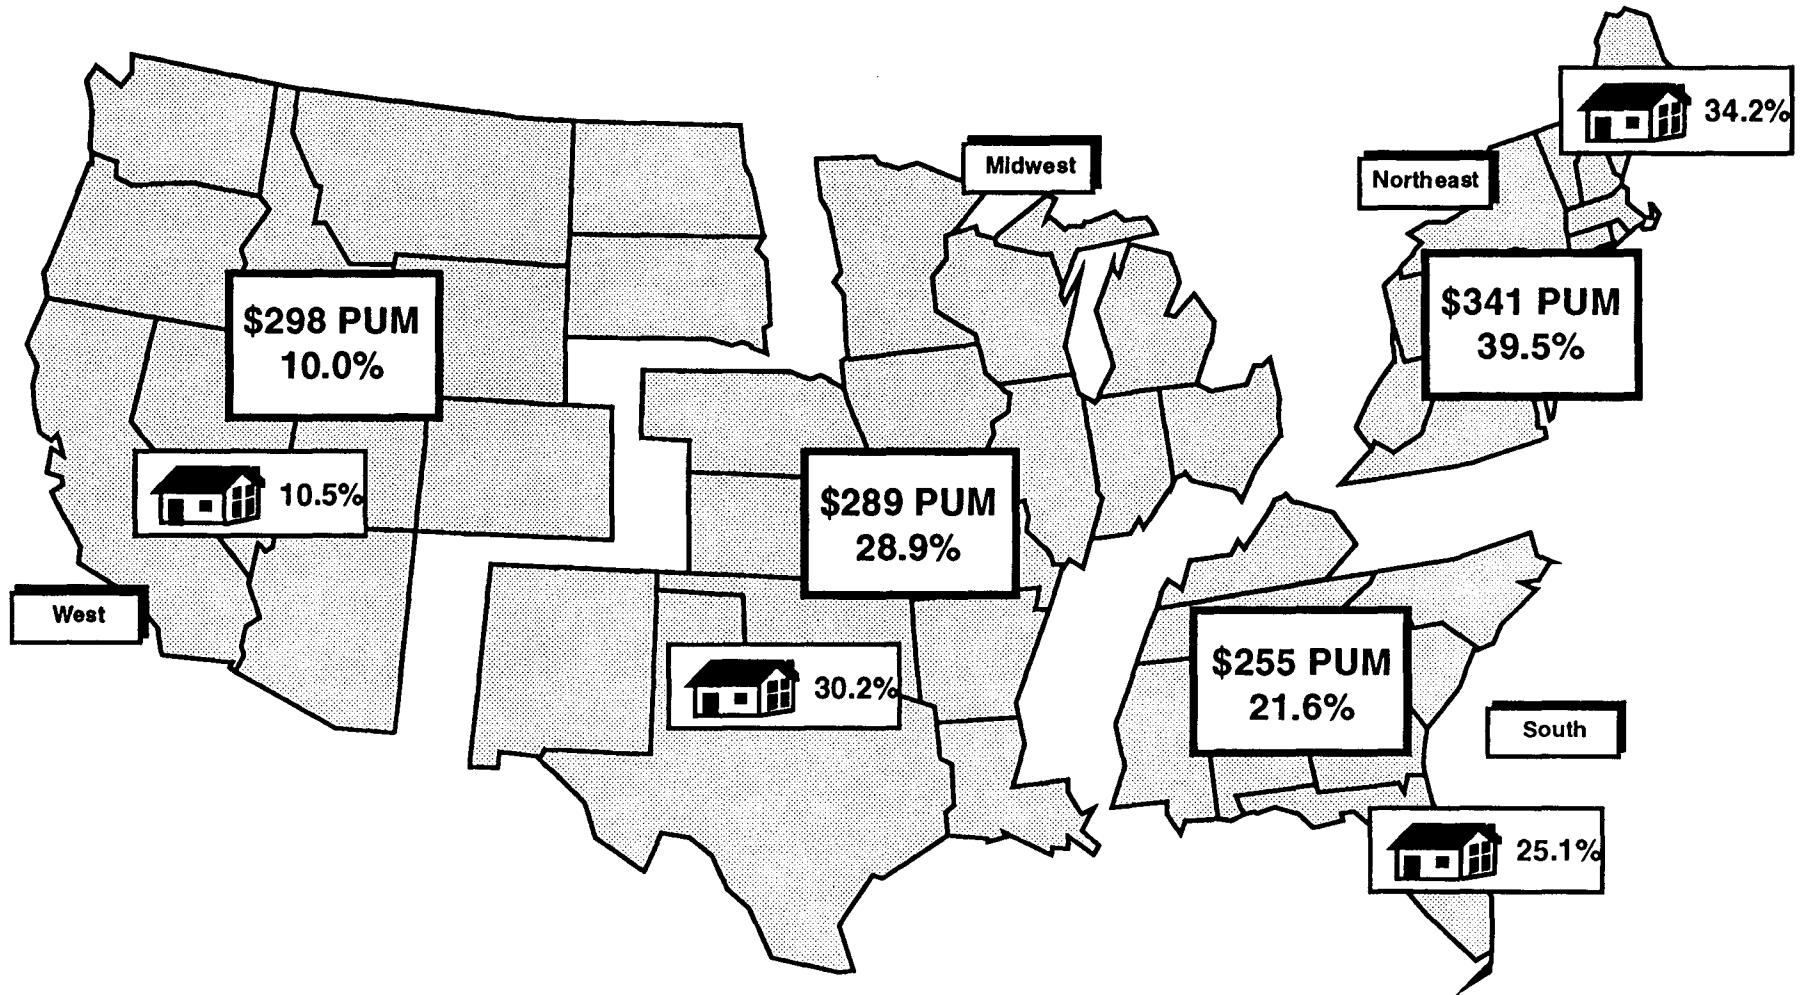 34.2%
Midwest
Northeast
$298 PUM
10.0%
$341 PUM
39.5%
10.5%
$289 PUM
28.9%
West
30.2%
$255 PUM
21.6%
South
25.1%